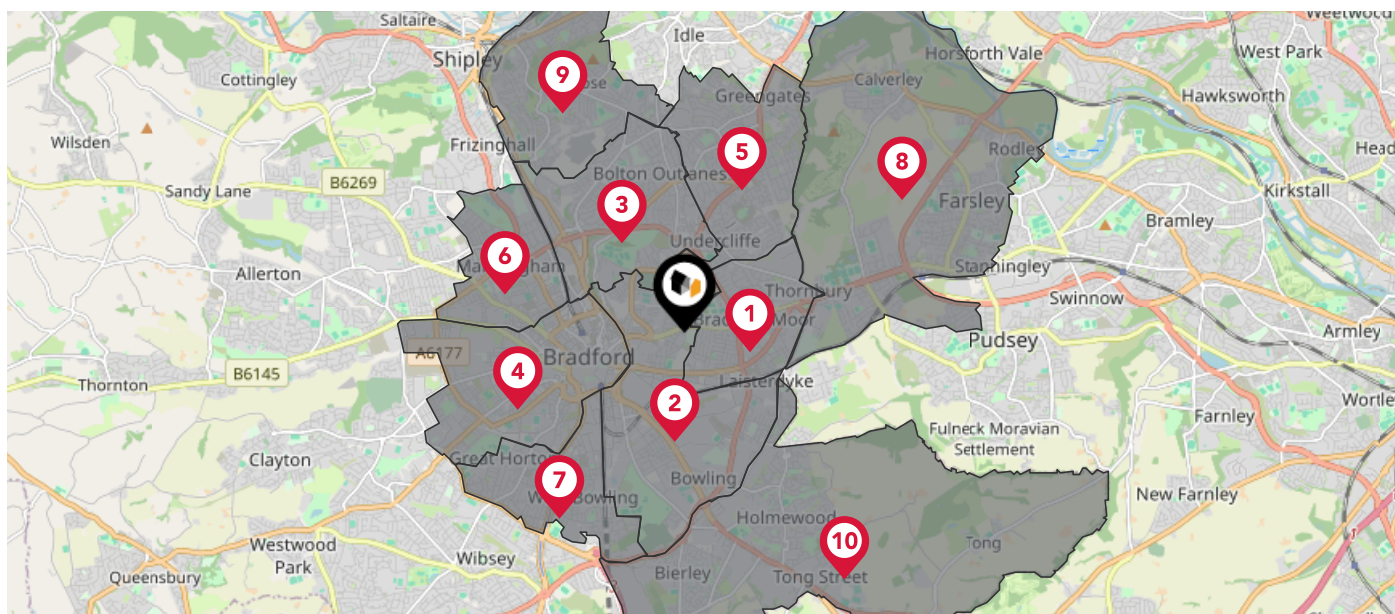 Saltaire
Idle
Weetwood
Shipley
Horsforth Vale
West Park
Cottingley
9
Calverley
Greengates
Hawksworth
Wilsden
Frizinghall
5
8
Rodley
Head
Bolton Outlanes
B6269
Sandy Lane
Kirkstall
3
Farsley
Bramley
Undercliffe
6
Allerton
Stanningley
Thornbury
Swinnow
1
Armley
Pudsey
A6177
Bradford
4
B6145
Thornton
Laisterdyke
2
Wortle
Farnley
Fulneck Moravian
Settlement
Clayton
Great Horton
7
Bowling
New Farnley
Holmewood
10
Westwood
Park
Tong
Wibsey
Queensbury
Bierley
Tong Street